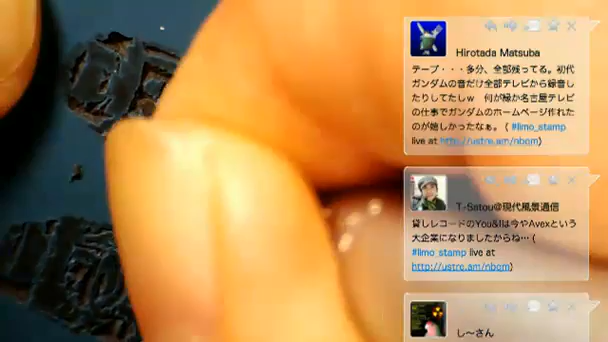 Hirotada Matsuba
テープ・・・多分、全部残ってる。初代
ガンダムの音だけ全部テレビから録音し
たりしてたしｗ 何が縁か名古屋テレビ
の仕事でガンダムのホームページ作れた
のが嬉しかったなぁ。 ( #limo_stamp
live at http://ustre.am/nbom)
T-Satou@現代風景通信
貸しレコードのYou&Iは今やAvexという
大企業になりましたからね… (
#limo_stamp live at
http://ustre.am/nbom)
し～さん